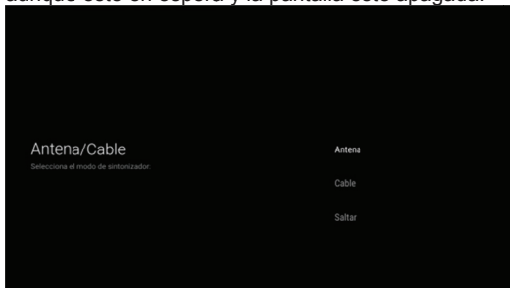 aunque esté en espera y la pantalla esté apagada.
Antena/Cable
Selecciona el modo de sintonizador.
Antena
Cable
Saltar